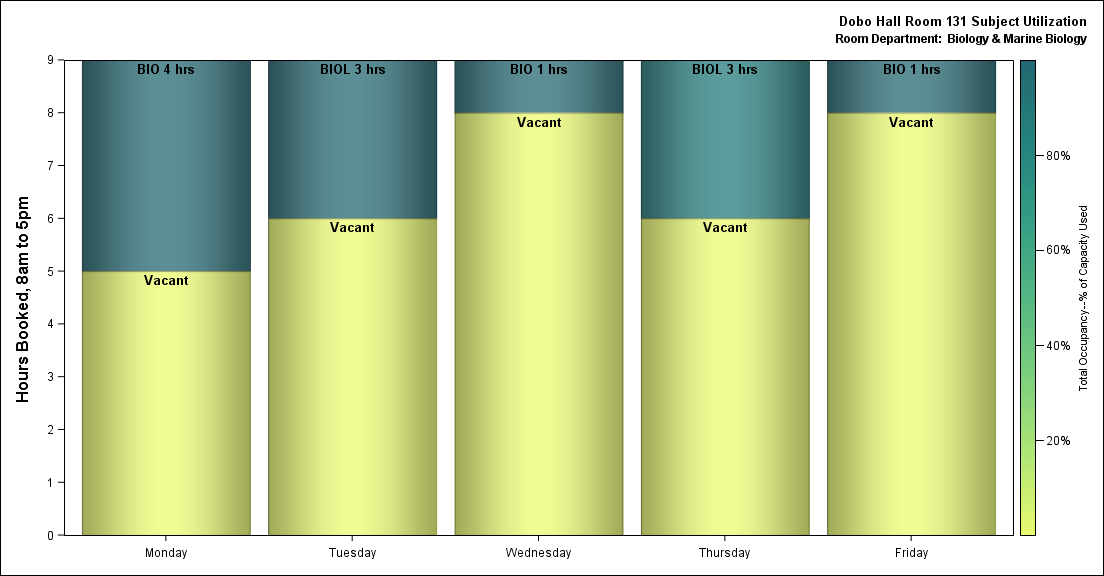 Dobo Hall Room 131 Subject Utilization
Room Department: Biology & Marine Biology
Hours Booked, 8am to 5pm
9
8
7
6
5
4
3
2
1
0
BIO 4 hrs
Vacant
BIOL 3 hrs
Vacant
BIO 1 hrs
Vacant
BIOL 3 hrs
Vacant
BIO 1 hrs
Vacant
Monday
Tuesday
Wednesday
Thursday
Friday
80%
60%
40%
20%
Total Occupancy--% of Capacity Used